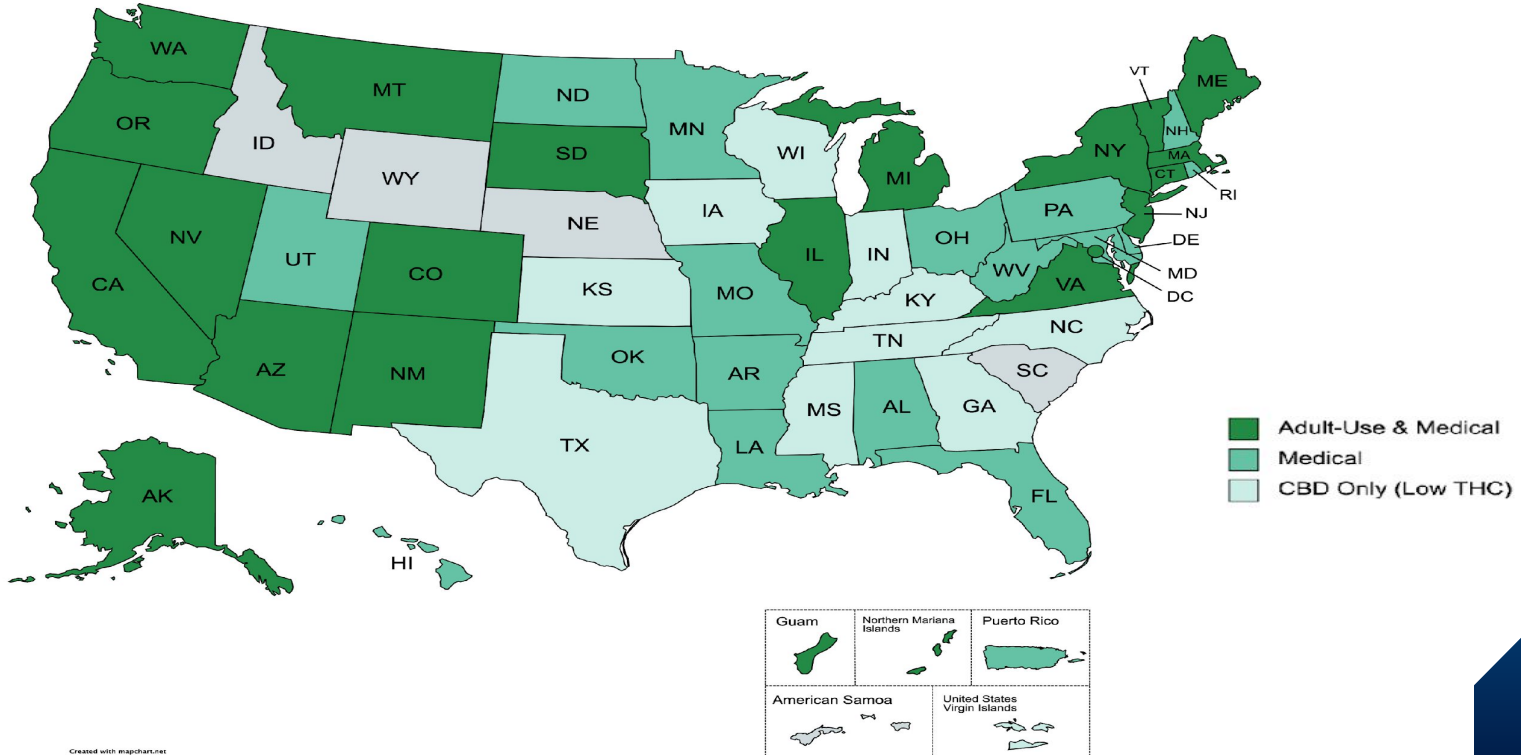 WA
MT
ND
MN
VT
ME
OR
ID
SD
WI
NH
NY
MA
WY
MI
CT
RI
IA
PA
NJ
NE
NV
OH
DE
UT
IL
IN
CO
WV
MD
CA
VA
KS
MO
DC
KY
NC
TN
OK
AZ
NM
AR
SC
MS
AL
GA
TX
LA
FL
AK
HI
Adult-Use & Medical
Medical
CBD Only (Low THC)
Guam
Northern Mariana
Islands
Puerto Rico
American Samoa
United States
Virgin Islands
Created with mapchart.net